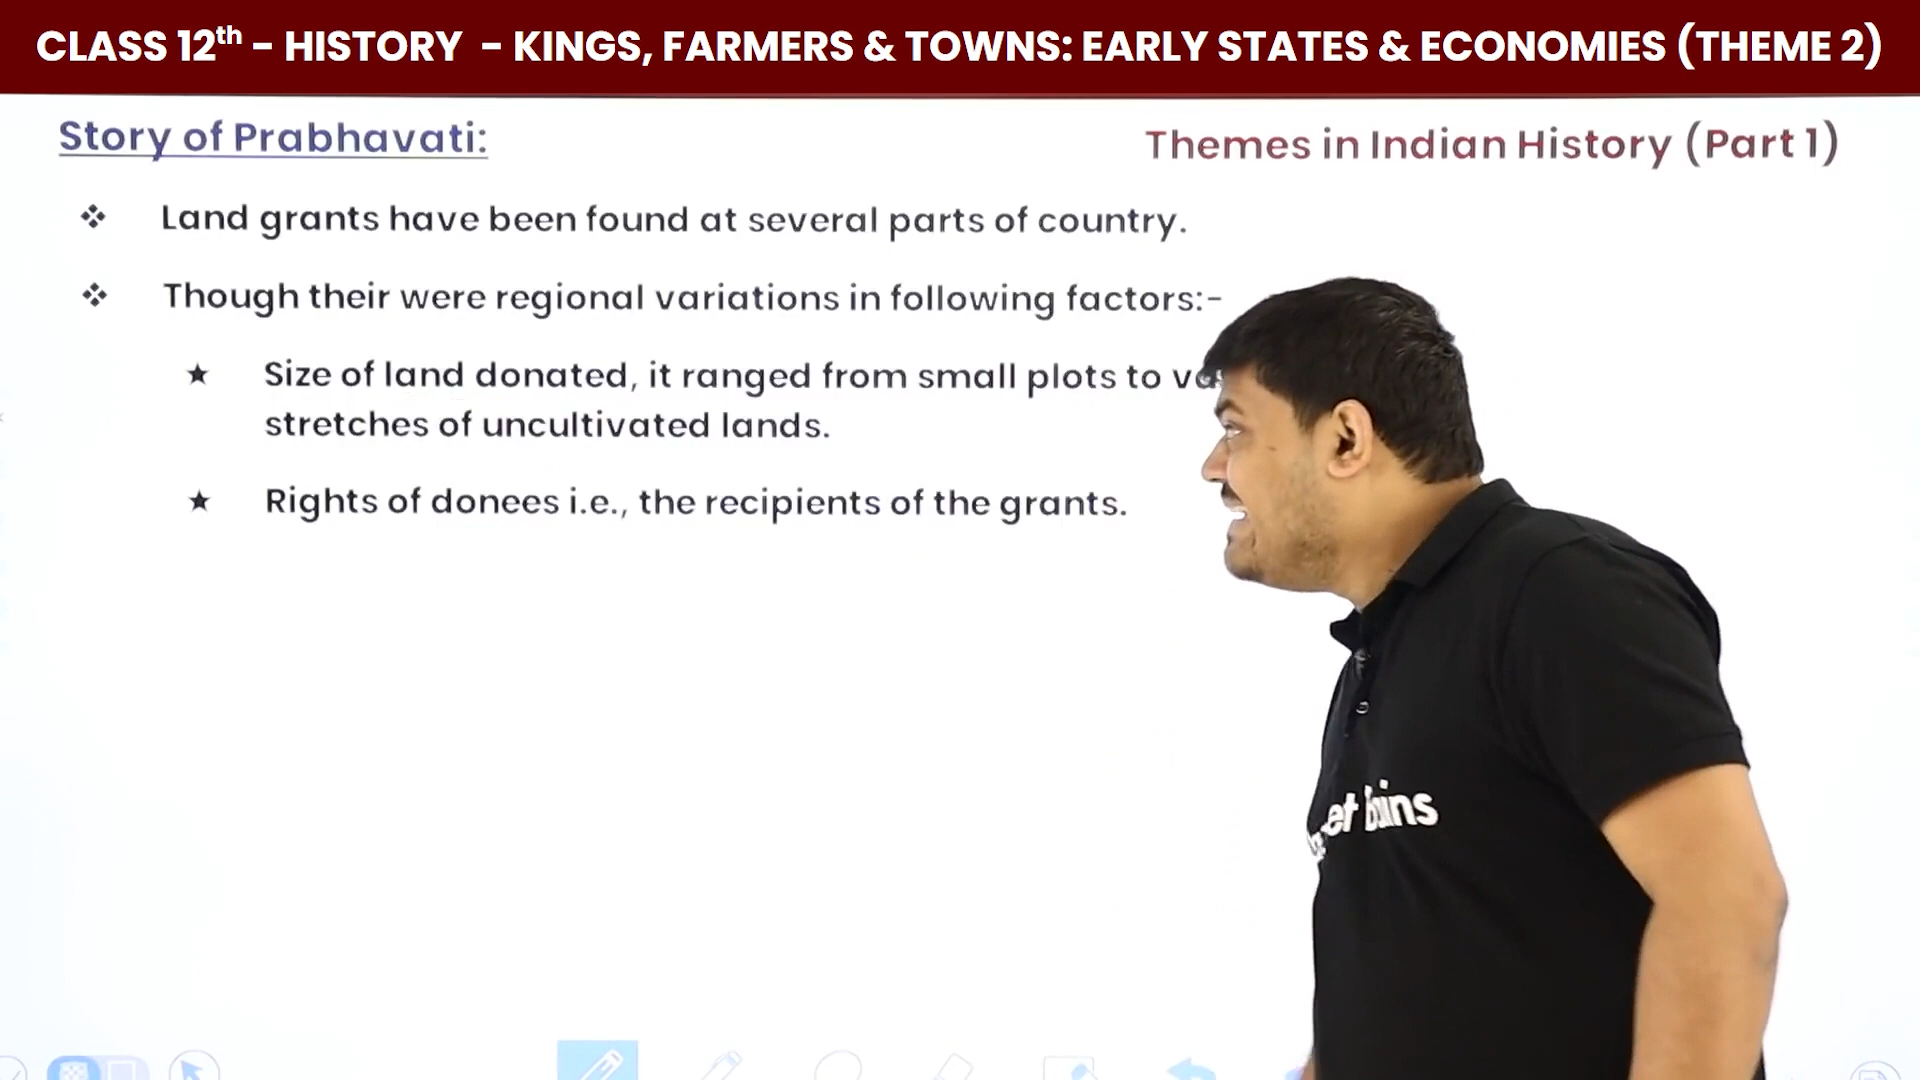 CLASS 12th - HISTORY - KINGS, FARMERS & TOWNS: EARLY STATES & ECONOMIES (THEME 2)
Story of Prabhavati:
Themes in Indian History (Part 1)
❖ Land grants have been found at several parts of country.
❖ Though their were regional variations in following factors:-
★ Size of land donated, it ranged from small plots to
stretches of uncultivated lands.
★ Rights of donees i.e., the recipients of the grants.